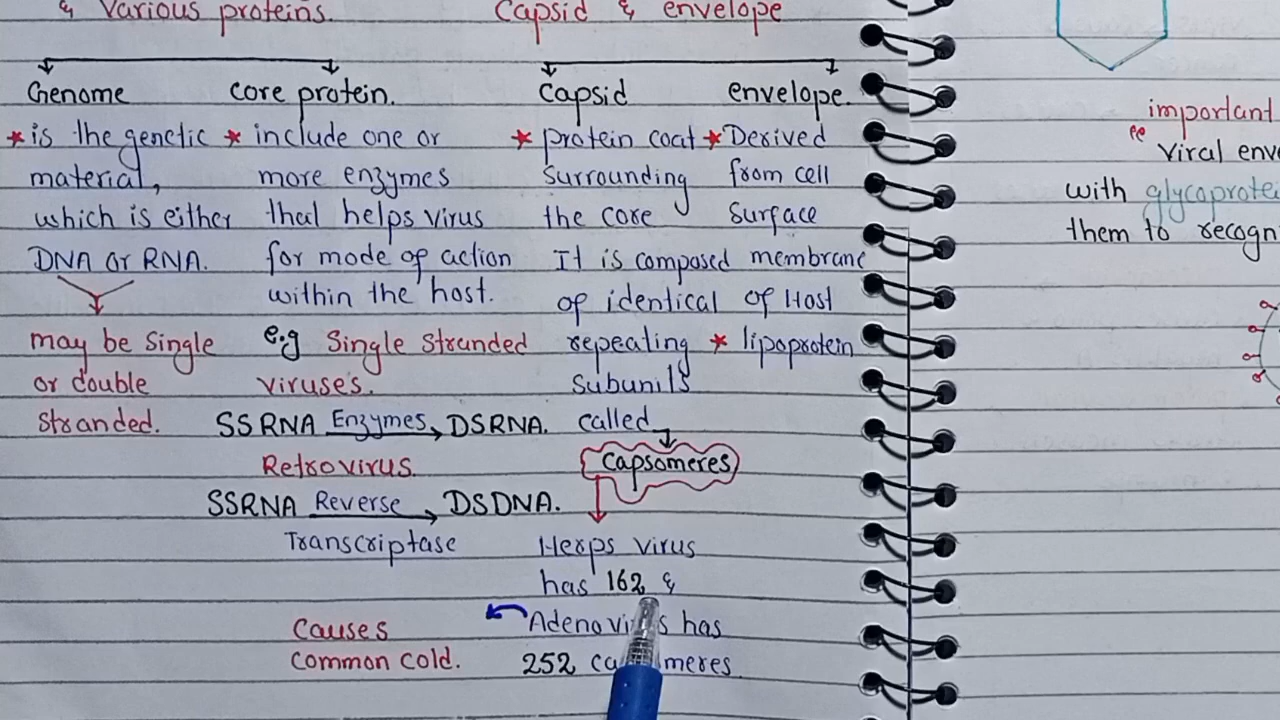 & Various proteins.
Capsid & envelope
Genome
is the genetic
material,
which is either
DNA or RNA.
may be Single
or double
Stranded.
core protein.
include one or
more enzymes
that helps virus
for mode of action
within the host.
e.g Single Stranded
viruses.
SSRNA Enzymes DSRNA.
Retrovirus.
SSRNA Reverse DSDNA.
Transcriptase
Capsid
protein coat
Surrounding
the core
It is composed
of identical
repeating
Subunits
called
Capsomeres
Herps virus
has 162 &
Adenovirus has
252 capsomeres
Causes
Common Cold.
envelope.
Derived
from cell
Surface
membrane
of Host
lipoprotein
important
Viral
with
them to